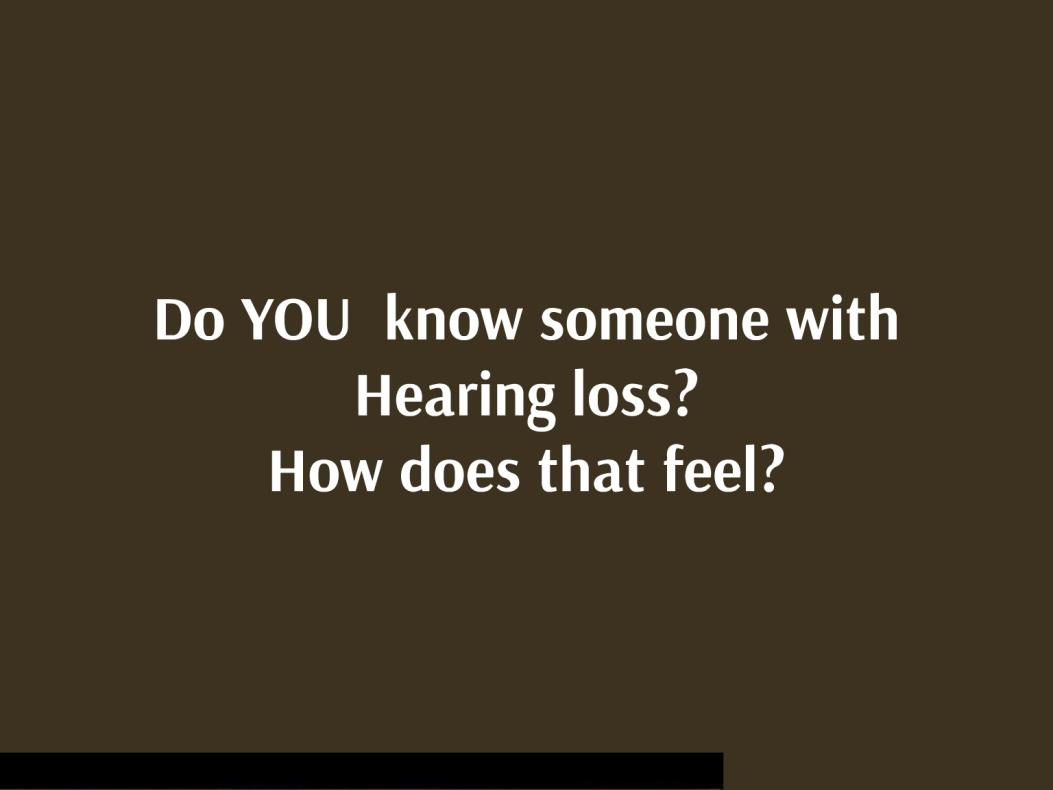 Do YOU  know someone with
Hearing loss?
How does that feel?